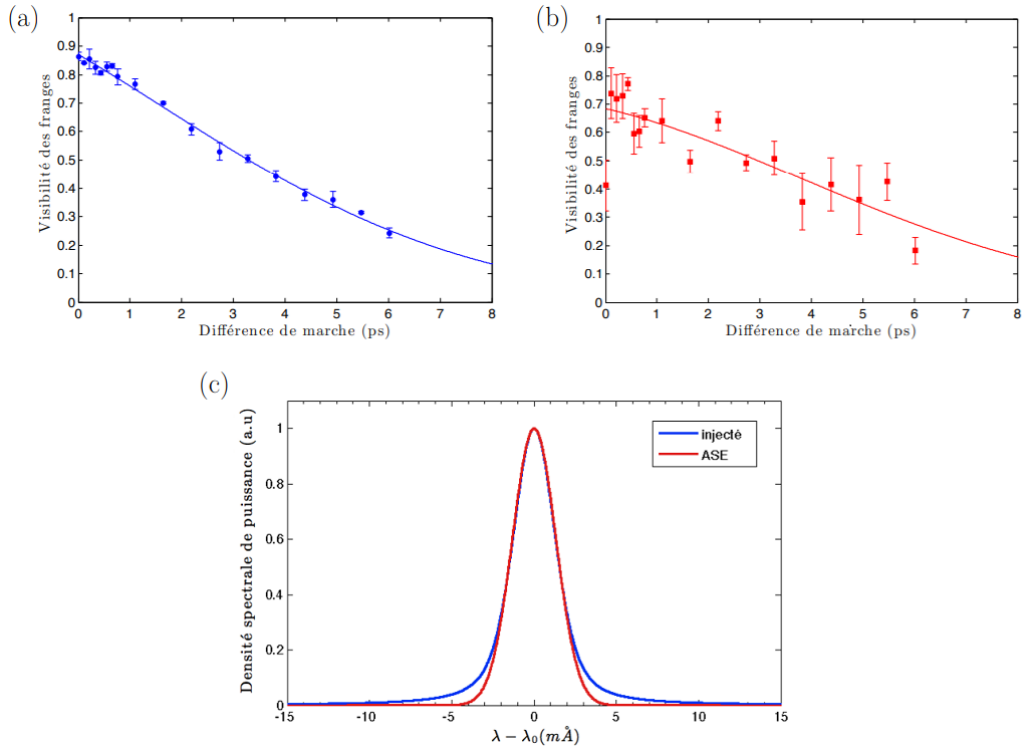 (a)
Visibilité des franges
1
0.9
0.8
0.7
0.6
0.5
0.4
0.3
0.2
0.1
0
0 1 2 3 4 5 6 7 8
Différence de marche (ps)
(b)
Visibilité des franges
1
0.9
0.8
0.7
0.6
0.5
0.4
0.3
0.2
0.1
0
0 1 2 3 4 5 6 7 8
Différence de marche (ps)
(c)
Densité spectrale de puissance (a.u)
1
0.8
0.6
0.4
0.2
0
-15 -10 -5 0 5 10 15
λ − λ₀(mÅ)
injecté
ASE